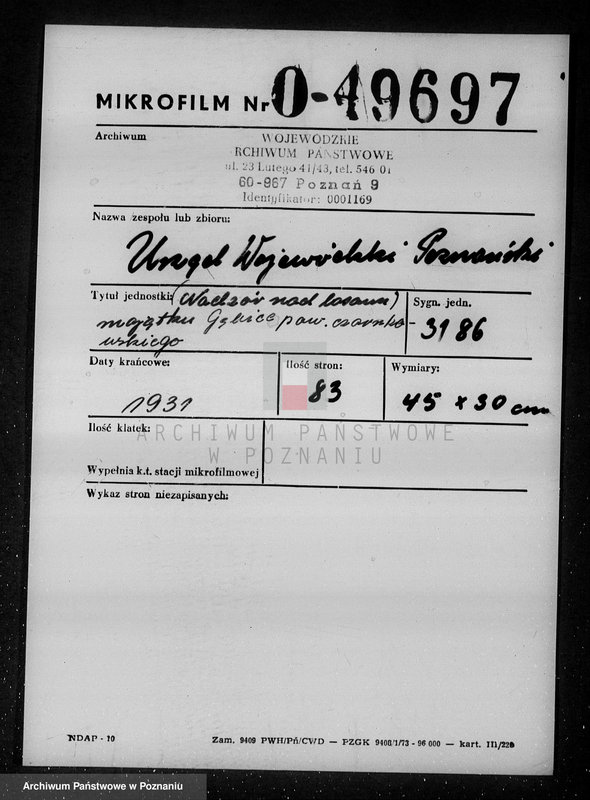 MIKROFILM Nr O-49697
Archiwum
WOJEWÓDZKIE
RCHIWUM PAŃSTWOWE
ul. 23 Lutego 41/43, tel. 546 01
60-967 Poznań 9
Identyfikator: 0001169
Nazwa zespołu lub zbioru:
Urząd Wojewódzki Poznański
Tytuł jednostki: (Nadzór nad lasami)
majątku Gębice pow. czarnko-
wskiego
Sygn. jedn.
3186
Daty krańcowe:
1931
Ilość stron:
83
Wymiary:
45 x 30 cm
Ilość klatek:
ARCHIWUM PAŃSTWOWE
W POZNANIU
Wypełnia k.t. stacji mikrofilmowej
Wykaz stron niezapisanych:
NDAP - 10
Zam. 9409 PWH/Pń/CV/D — PZGK 9408/1/73 - 96 000 — kart. III/220
Archiwum Państwowe w Poznaniu